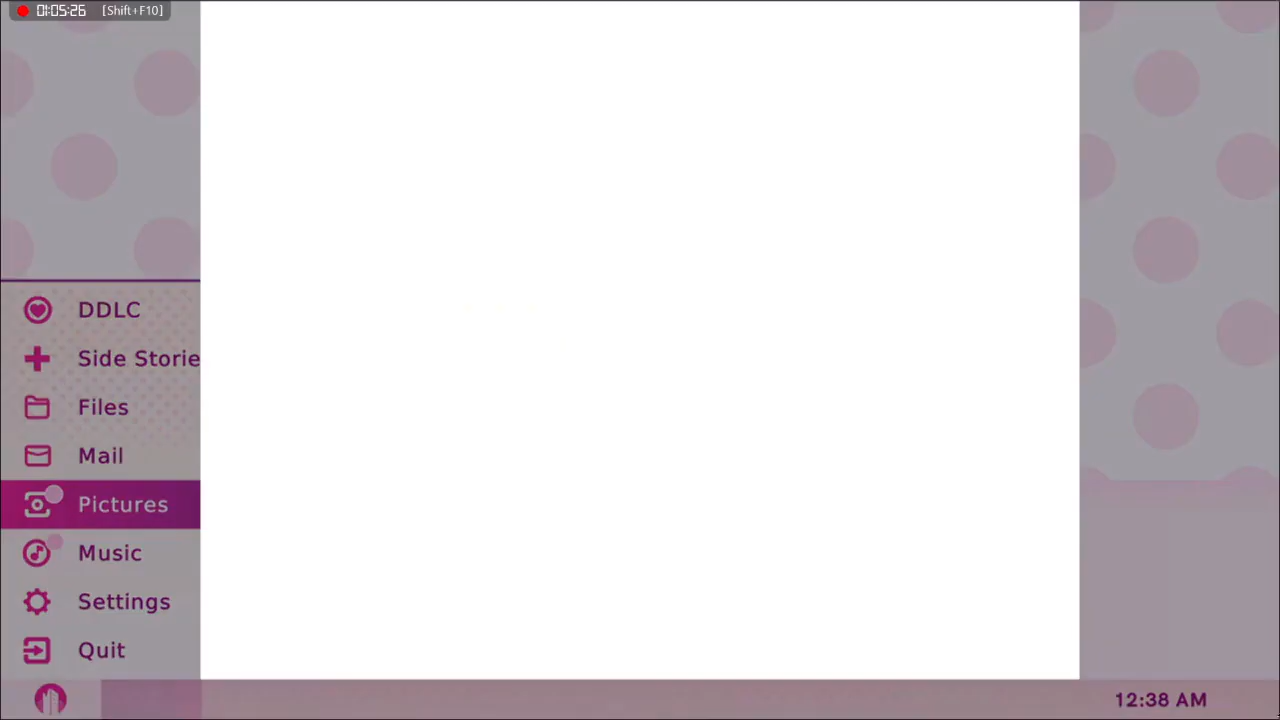 01:05:26 [Shift+F10]
DDLC
Side Storie
Files
Mail
Pictures
Music
Settings
Quit
12:38 AM